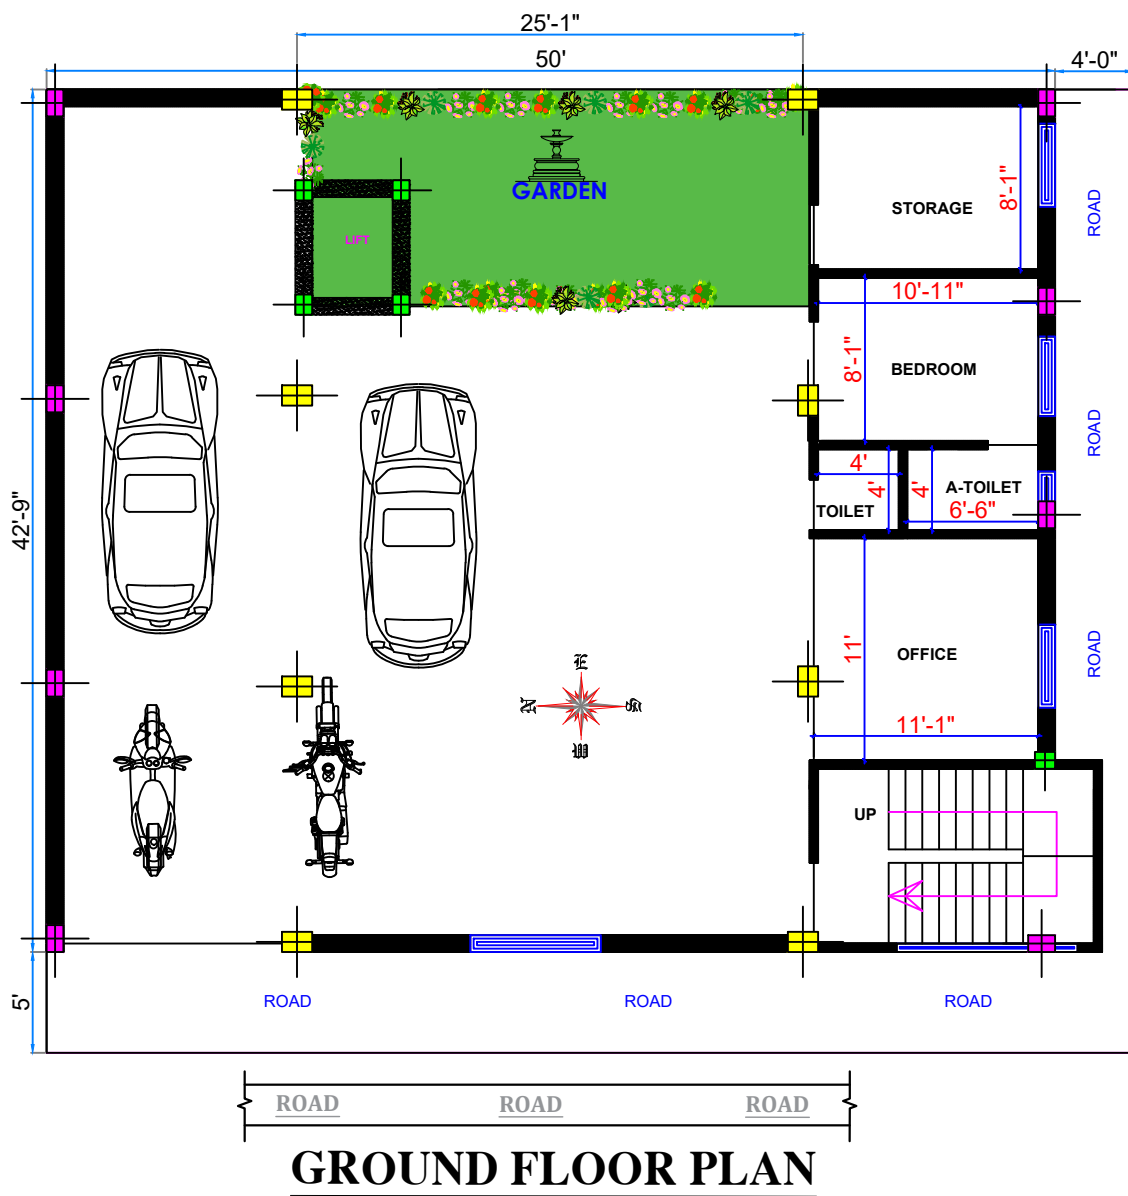 25'-1"
50'
4'-0"
GARDEN
8'-1"
STORAGE
ROAD
LIFT
10'-11"
8'-1"
BEDROOM
ROAD
42'-9"
4'
4'
4'
A-TOILET
TOILET
6'-6"
11'
OFFICE
ROAD
E
N
S
W
11'-1"
UP
5'
ROAD
ROAD
ROAD
ROAD
ROAD
ROAD
GROUND FLOOR PLAN